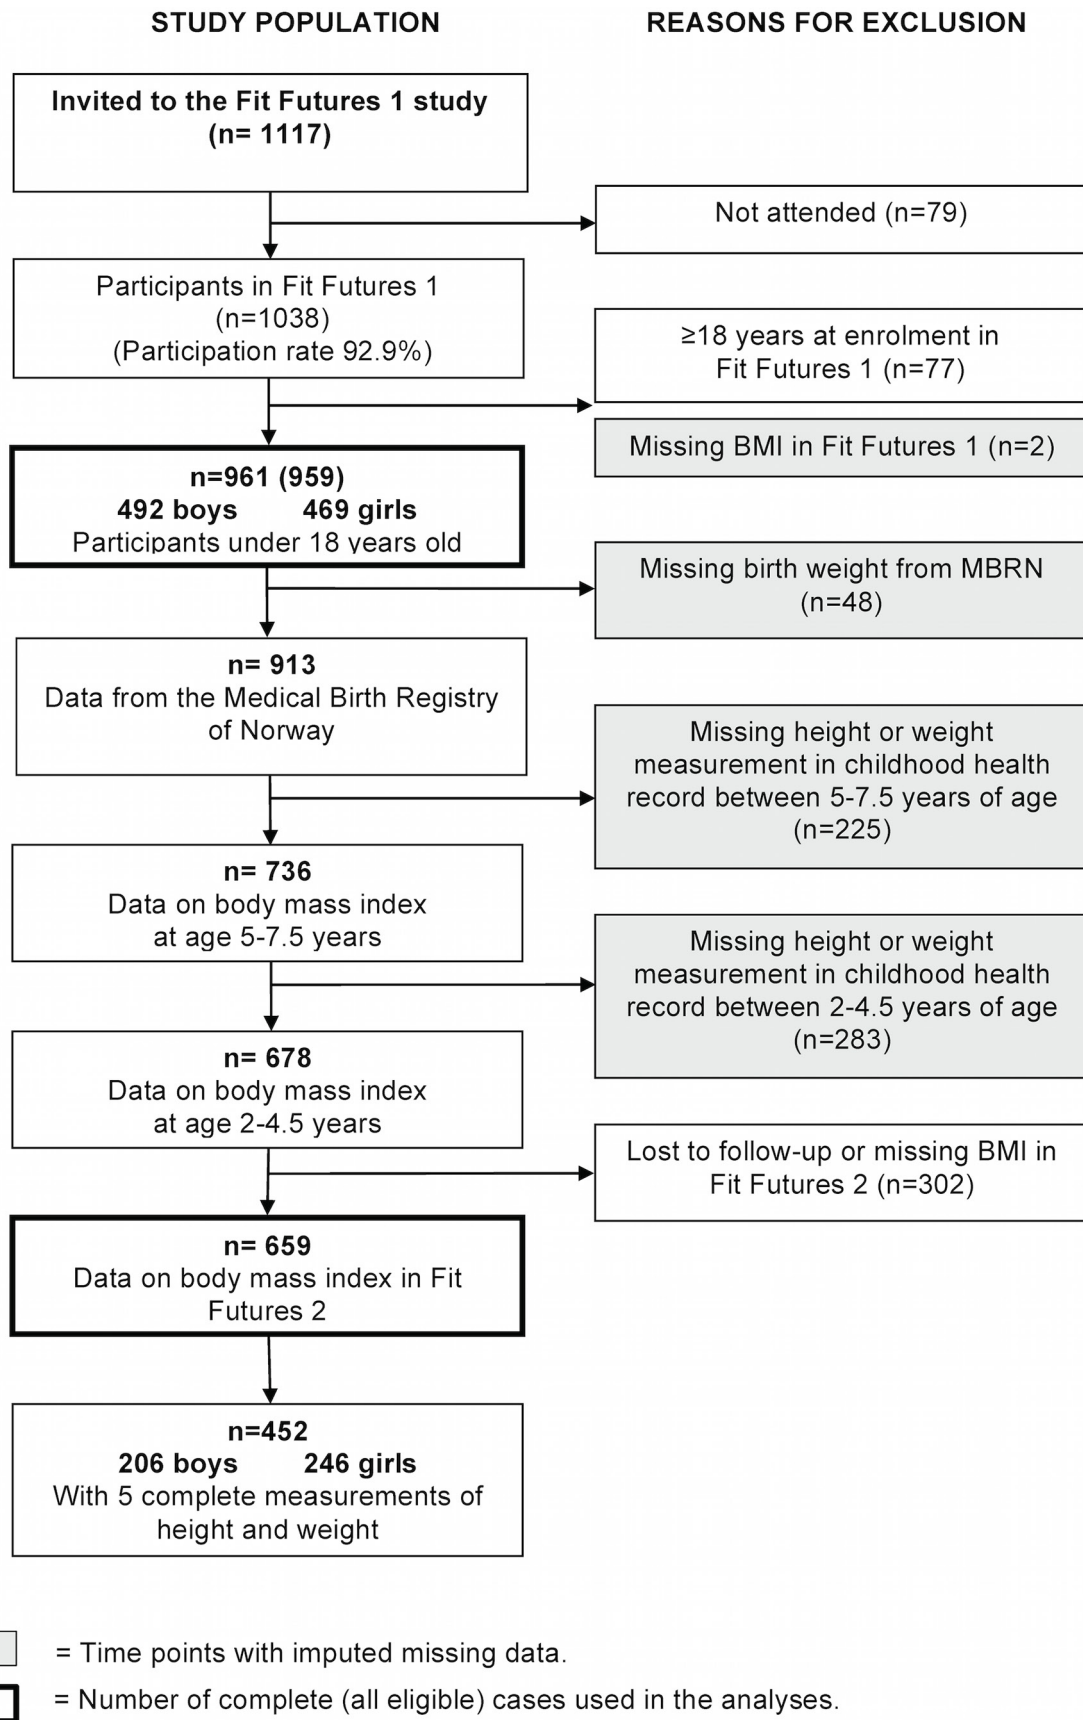 STUDY POPULATION
REASONS FOR EXCLUSION
Invited to the Fit Futures 1 study
(n= 1117)
Not attended (n=79)
Participants in Fit Futures 1
(n=1038)
(Participation rate 92.9%)
≥18 years at enrolment in
Fit Futures 1 (n=77)
Missing BMI in Fit Futures 1 (n=2)
n=961 (959)
492 boys 469 girls
Participants under 18 years old
Missing birth weight from MBRN
(n=48)
n= 913
Data from the Medical Birth Registry
of Norway
Missing height or weight
measurement in childhood health
record between 5-7.5 years of age
(n=225)
n= 736
Data on body mass index
at age 5-7.5 years
Missing height or weight
measurement in childhood health
record between 2-4.5 years of age
(n=283)
n= 678
Data on body mass index
at age 2-4.5 years
Lost to follow-up or missing BMI in
Fit Futures 2 (n=302)
n= 659
Data on body mass index in Fit
Futures 2
n=452
206 boys 246 girls
With 5 complete measurements of
height and weight
= Time points with imputed missing data.
= Number of complete (all eligible) cases used in the analyses.